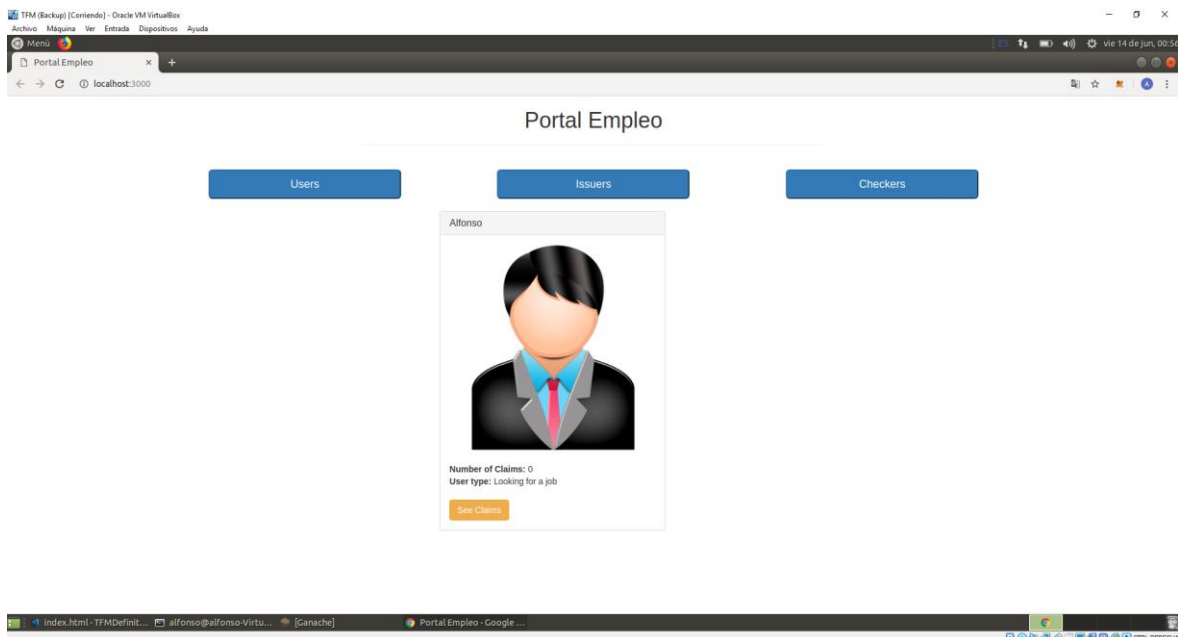 TFM (Backup) [Corriendo] - Oracle VM VirtualBox
Archivo Máquina Ver Entrada Dispositivos Ayuda
Menú
vie 14 de jun, 00:56
Portal Empleo
localhost:3000
Portal Empleo
Users
Issuers
Checkers
Alfonso
Number of Claims: 0
User type: Looking for a job
See Claims
index.html - TFMDefinit...
alfonso@alfonso-Virtu...
[Ganache]
Portal Empleo - Google ...